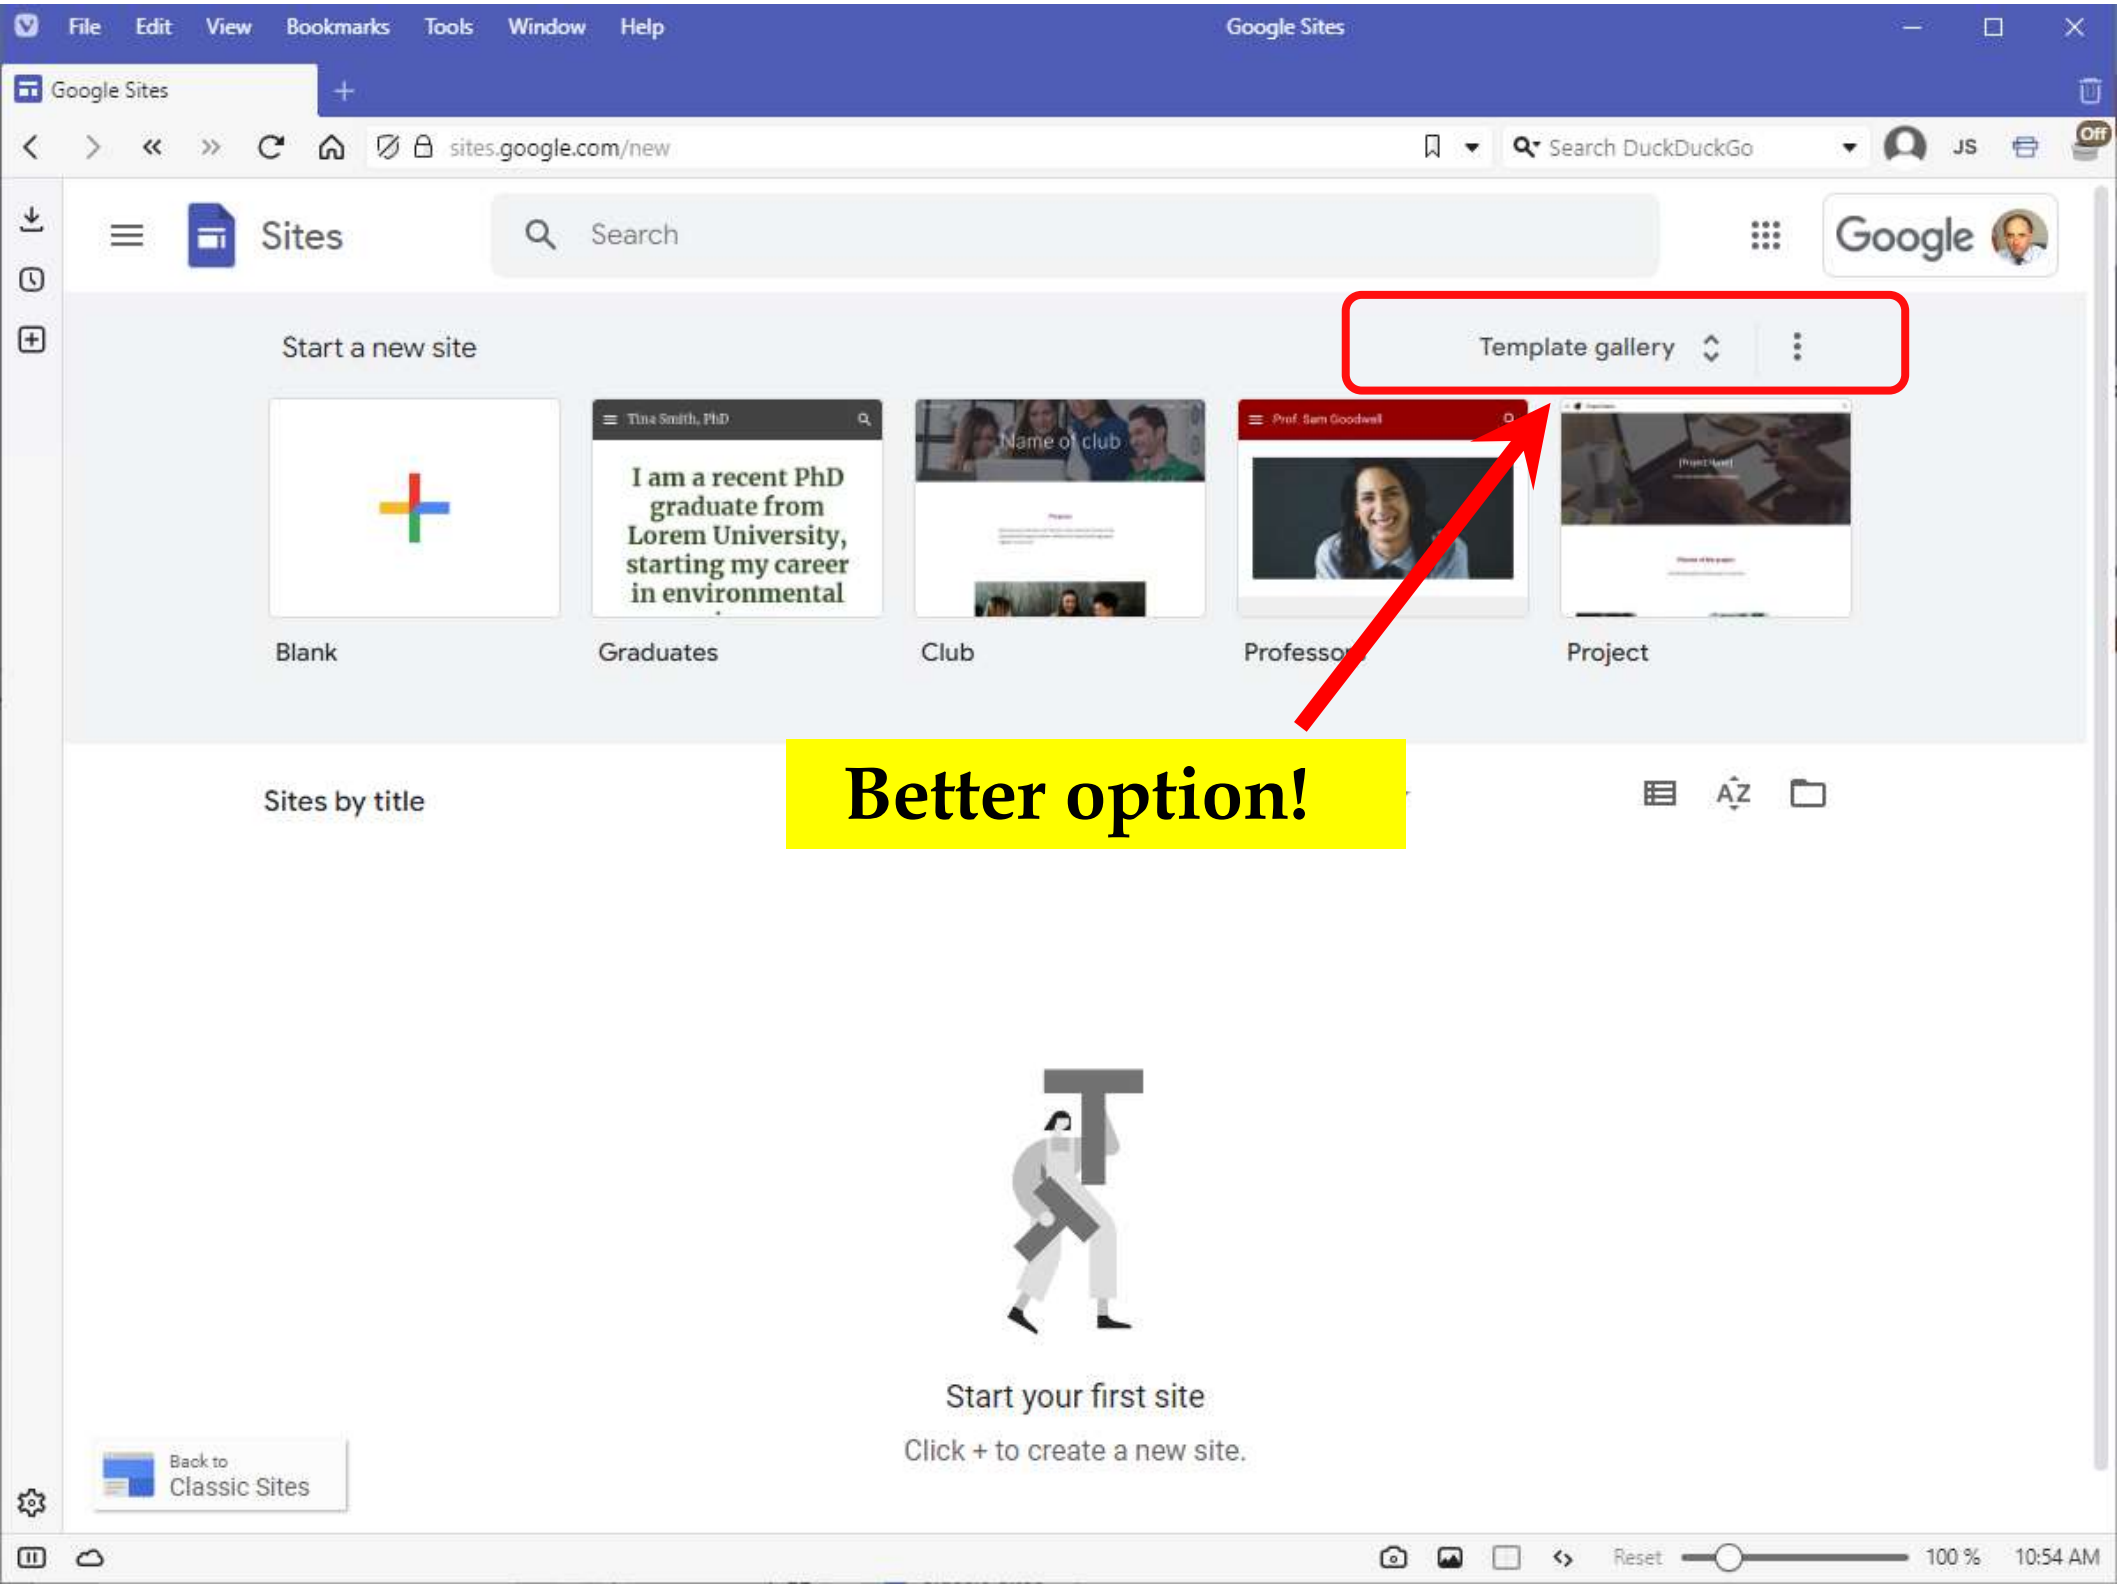 File Edit View Bookmarks Tools Window Help Google Sites
Google Sites
sites.google.com/new Search DuckDuckGo JS Off
Sites Search Google
Start a new site Template gallery
Tina Smith, PhD
I am a recent PhD
graduate from
Lorem University,
starting my career
in environmental
Name of club
Prof. Sam Goodwell
Blank Graduates Club Professors Project
Better option!
Sites by title AZ
Start your first site
Click + to create a new site.
Back to
Classic Sites
Reset 100 % 10:54 AM